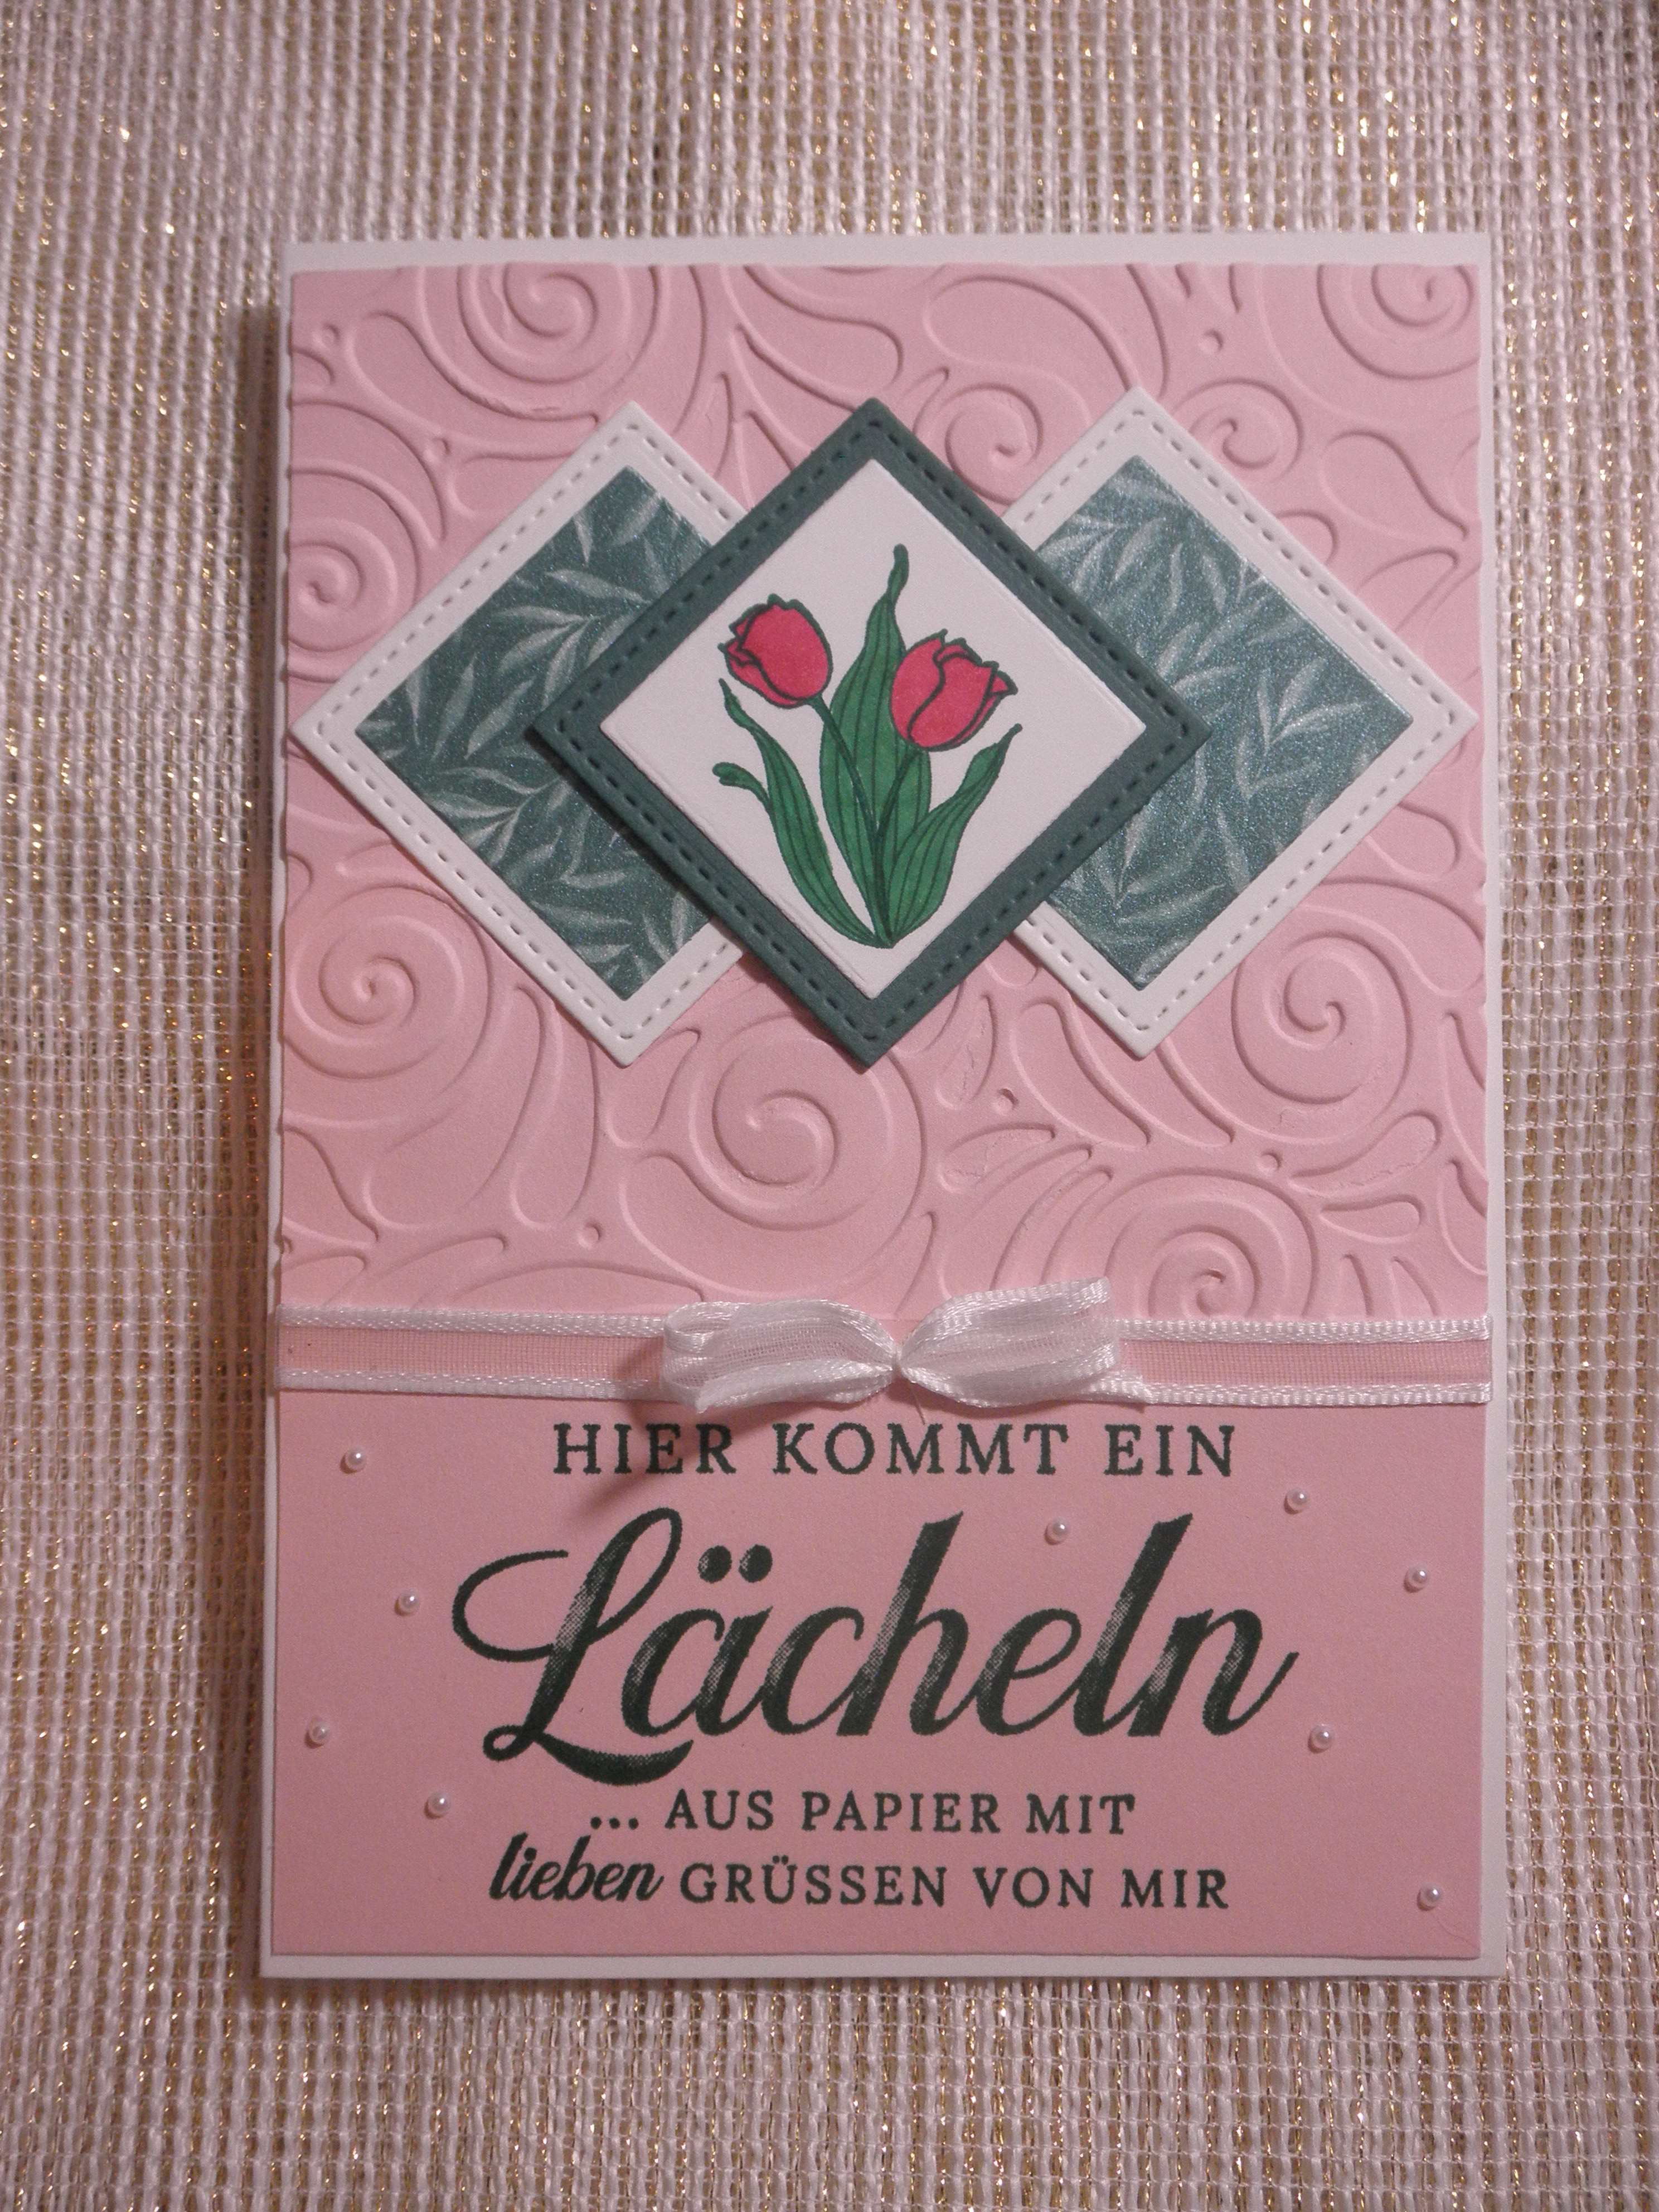 HIER KOMMT EIN
Lächeln
... AUS PAPIER MIT
lieben GRÜSSEN VON MIR